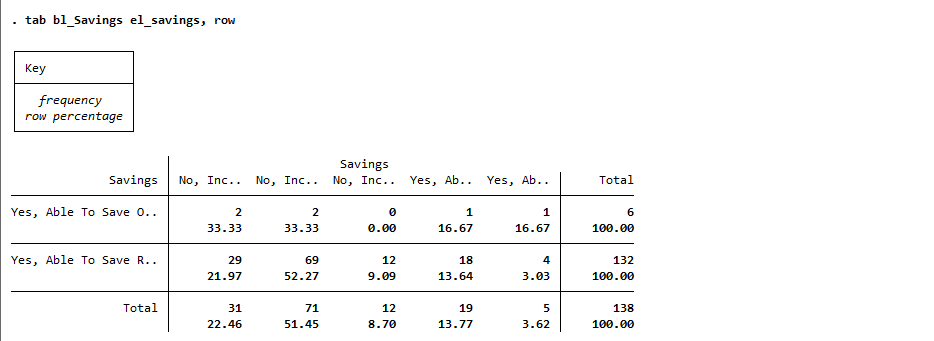 . tab bl_Savings el_savings, row
Key
frequency
row percentage
Savings
Savings No, Inc.. No, Inc.. No, Inc.. Yes, Ab.. Yes, Ab.. Total
Yes, Able To Save O.. 2 2 0 1 1 6
33.33 33.33 0.00 16.67 16.67 100.00
Yes, Able To Save R.. 29 69 12 18 4 132
21.97 52.27 9.09 13.64 3.03 100.00
Total 31 71 12 19 5 138
22.46 51.45 8.70 13.77 3.62 100.00